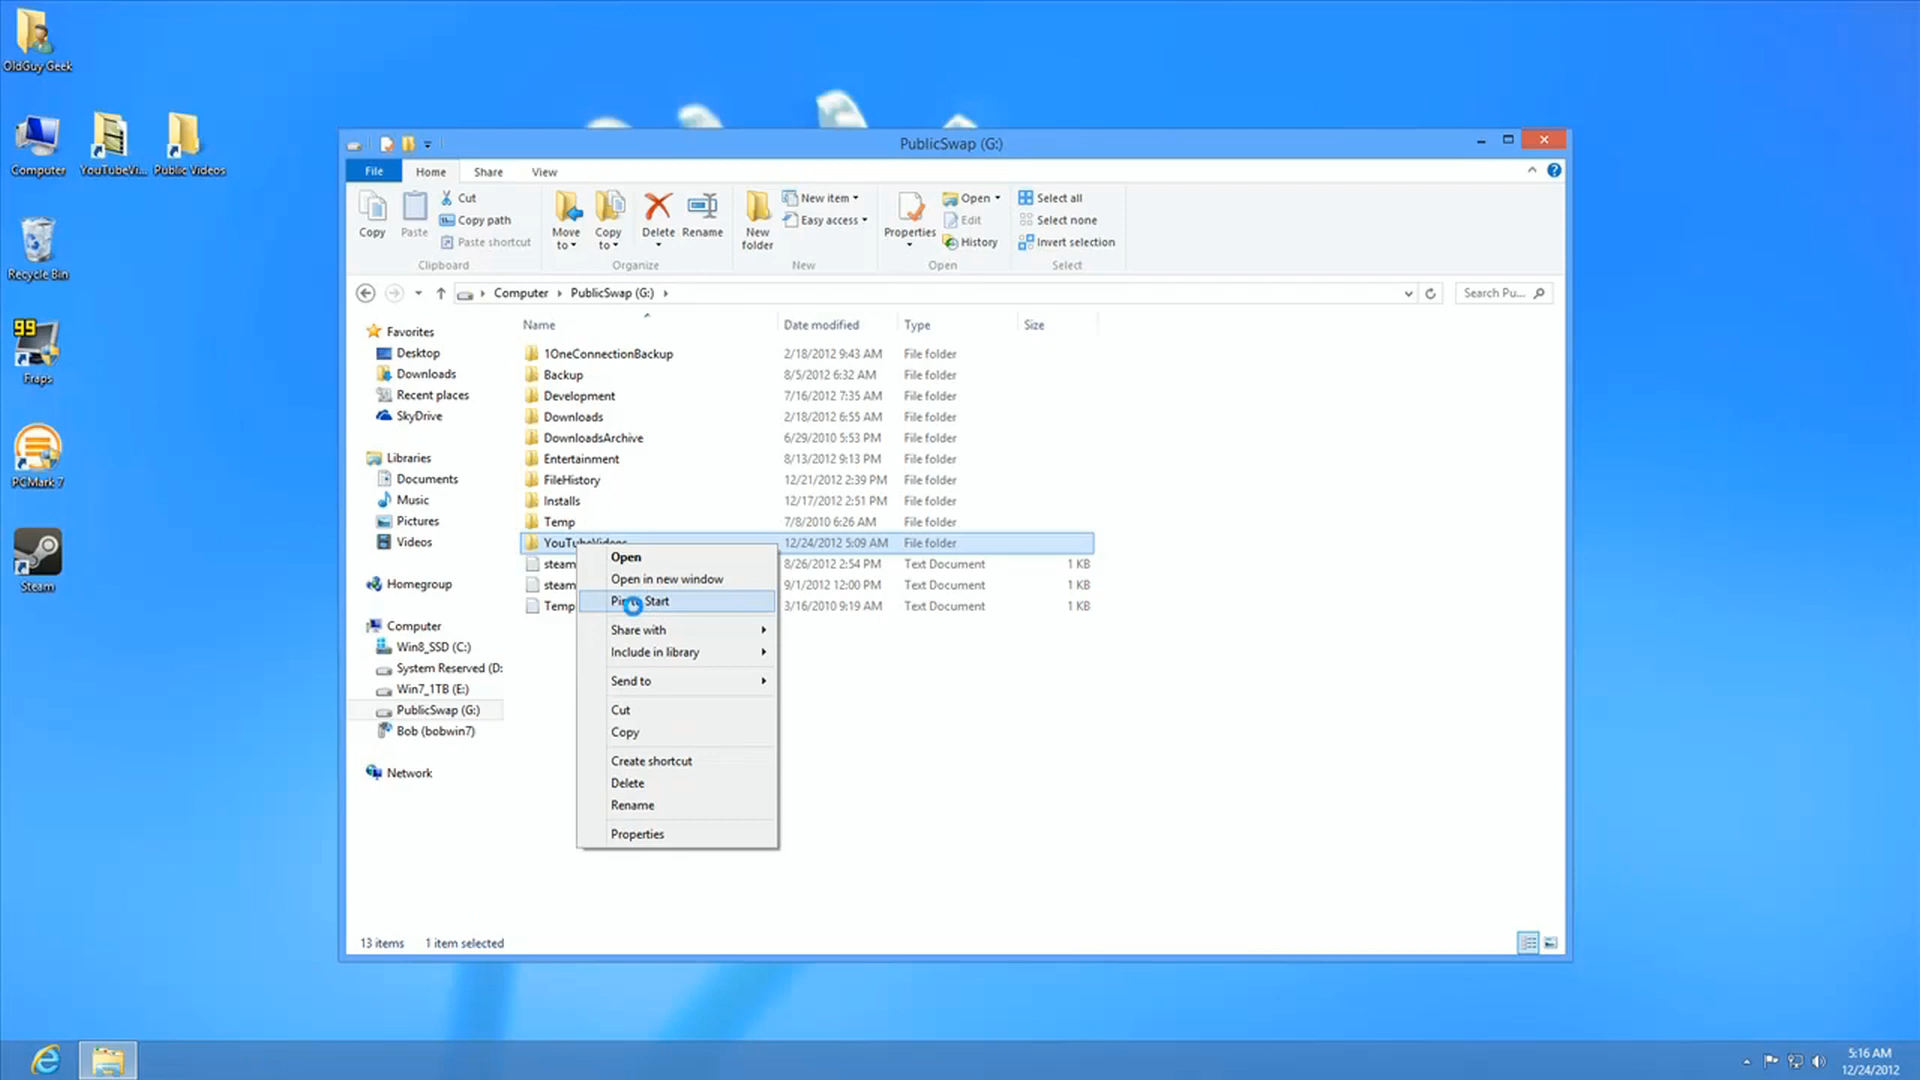 OldGuy Geek
Computer
YouTubeVi...
Public Videos
Recycle Bin
99
Fraps
PCMark 7
Steam
PublicSwap (G:)
File
Home
Share
View
Copy
Paste
Cut
Copy path
Paste shortcut
Clipboard
Move to
Copy to
Delete
Rename
Organize
New folder
New item
Easy access
New
Properties
Open
Edit
History
Open
Select all
Select none
Invert selection
Select
Computer
PublicSwap (G:)
Search Pu...
Favorites
Desktop
Downloads
Recent places
SkyDrive
Libraries
Documents
Music
Pictures
Videos
Homegroup
Computer
Win8_SSD (C:)
System Reserved (D:
Win7_1TB (E:)
PublicSwap (G:)
Bob (bobwin7)
Network
Name Date modified Type Size
1OneConnectionBackup 2/18/2012 9:43 AM File folder
Backup 8/5/2012 6:32 AM File folder
Development 7/16/2012 7:35 AM File folder
Downloads 2/18/2012 6:55 AM File folder
DownloadsArchive 6/29/2010 5:53 PM File folder
Entertainment 8/13/2012 9:13 PM File folder
FileHistory 12/21/2012 2:39 PM File folder
Installs 12/17/2012 2:51 PM File folder
Temp 7/8/2010 6:26 AM File folder
YouTubeVideos 12/24/2012 5:09 AM File folder
steam 8/26/2012 2:54 PM Text Document 1 KB
steam 9/1/2012 12:00 PM Text Document 1 KB
Temp 3/16/2010 9:19 AM Text Document 1 KB
Open
Open in new window
Pin to Start
Share with
Include in library
Send to
Cut
Copy
Create shortcut
Delete
Rename
Properties
13 items 1 item selected
5:16 AM
12/24/2012